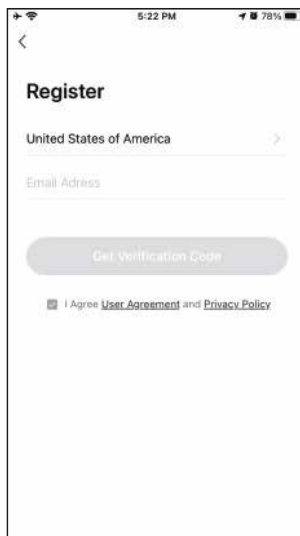 5:22 PM
78%
Register
United States of America
Email Adress
Get Verification Code
I Agree User Agreement and Privacy Policy